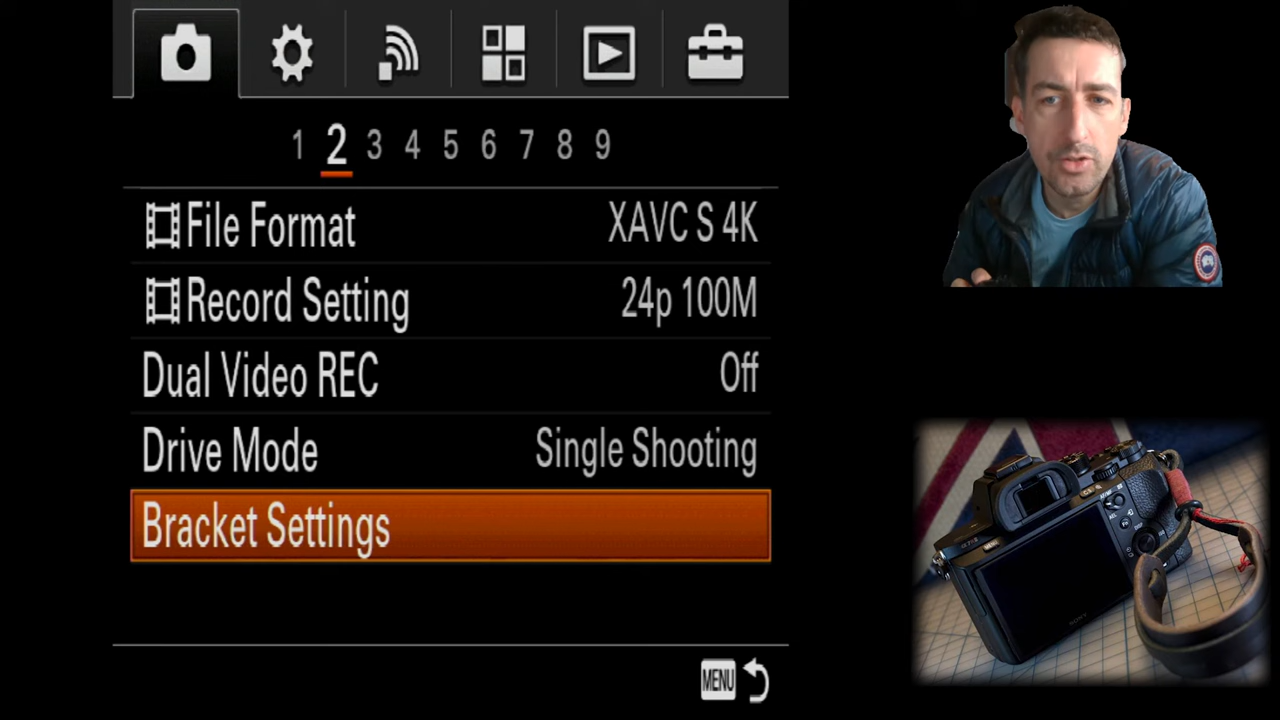 1 2 3 4 5 6 7 8 9
File Format XAVC S 4K
Record Setting 24p 100M
Dual Video REC Off
Drive Mode Single Shooting
Bracket Settings
MENU
SONY